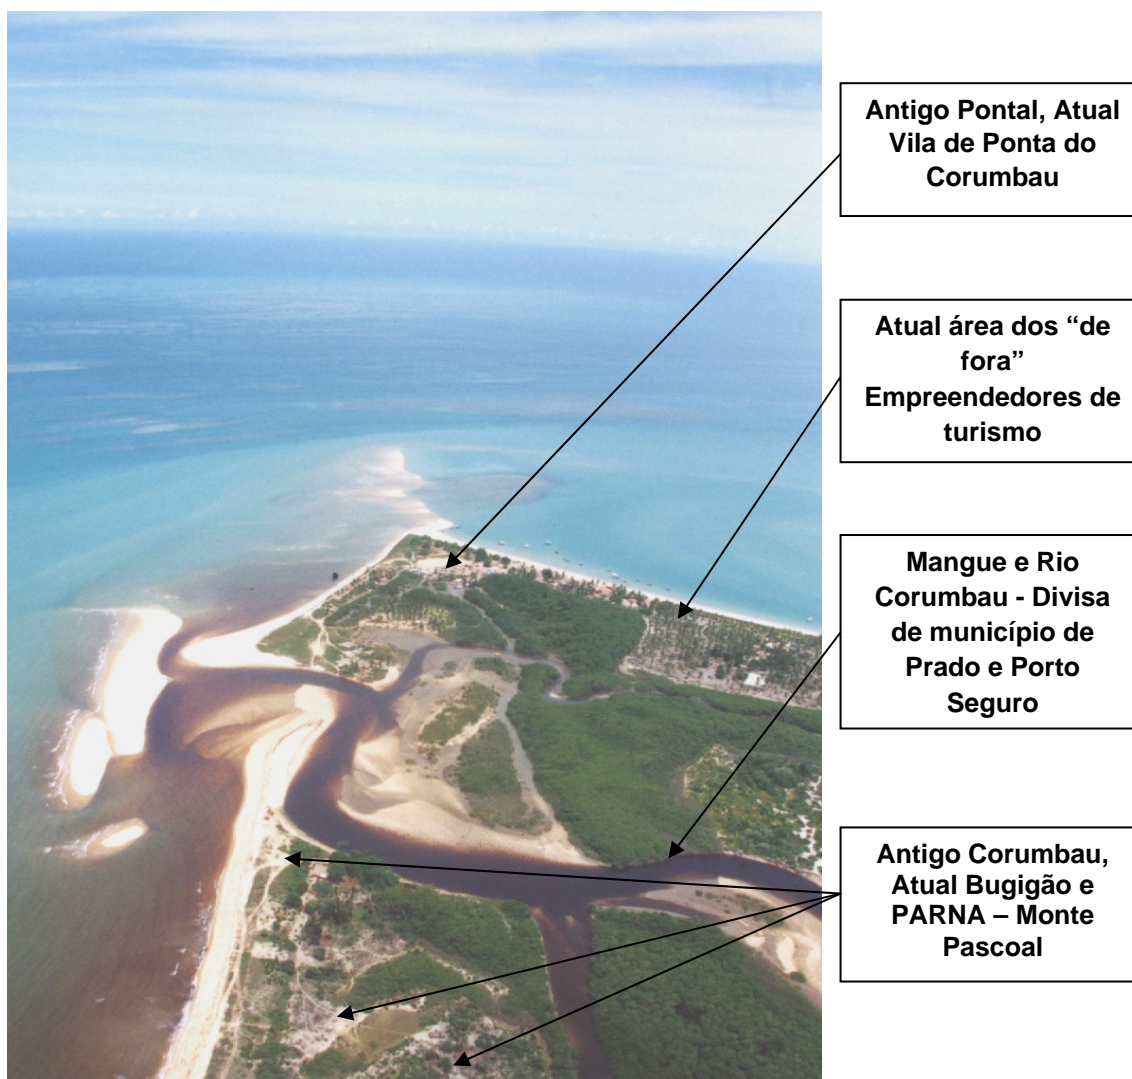 Antigo Pontal, Atual
Vila de Ponta do
Corumbau
Atual área dos “de
fora”
Empreendedores de
turismo
Mangue e Rio
Corumbau - Divisa
de município de
Prado e Porto
Seguro
Antigo Corumbau,
Atual Bugigão e
PARNA – Monte
Pascoal